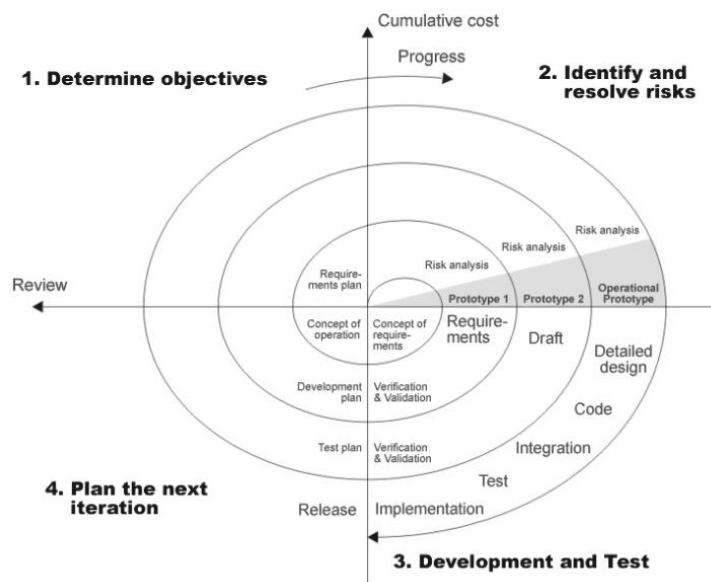 Cumulative cost
Progress
1. Determine objectives
2. Identify and
resolve risks
Review
Require-
ments plan
Risk analysis
Risk analysis
Risk analysis
Prototype 1
Prototype 2
Operational
Prototype
Concept of
operation
Concept of
require-
ments
Require-
ments
Draft
Detailed
design
Development
plan
Verification
& Validation
Code
Test plan
Verification
& Validation
Integration
Test
4. Plan the next
iteration
Release
Implementation
3. Development and Test